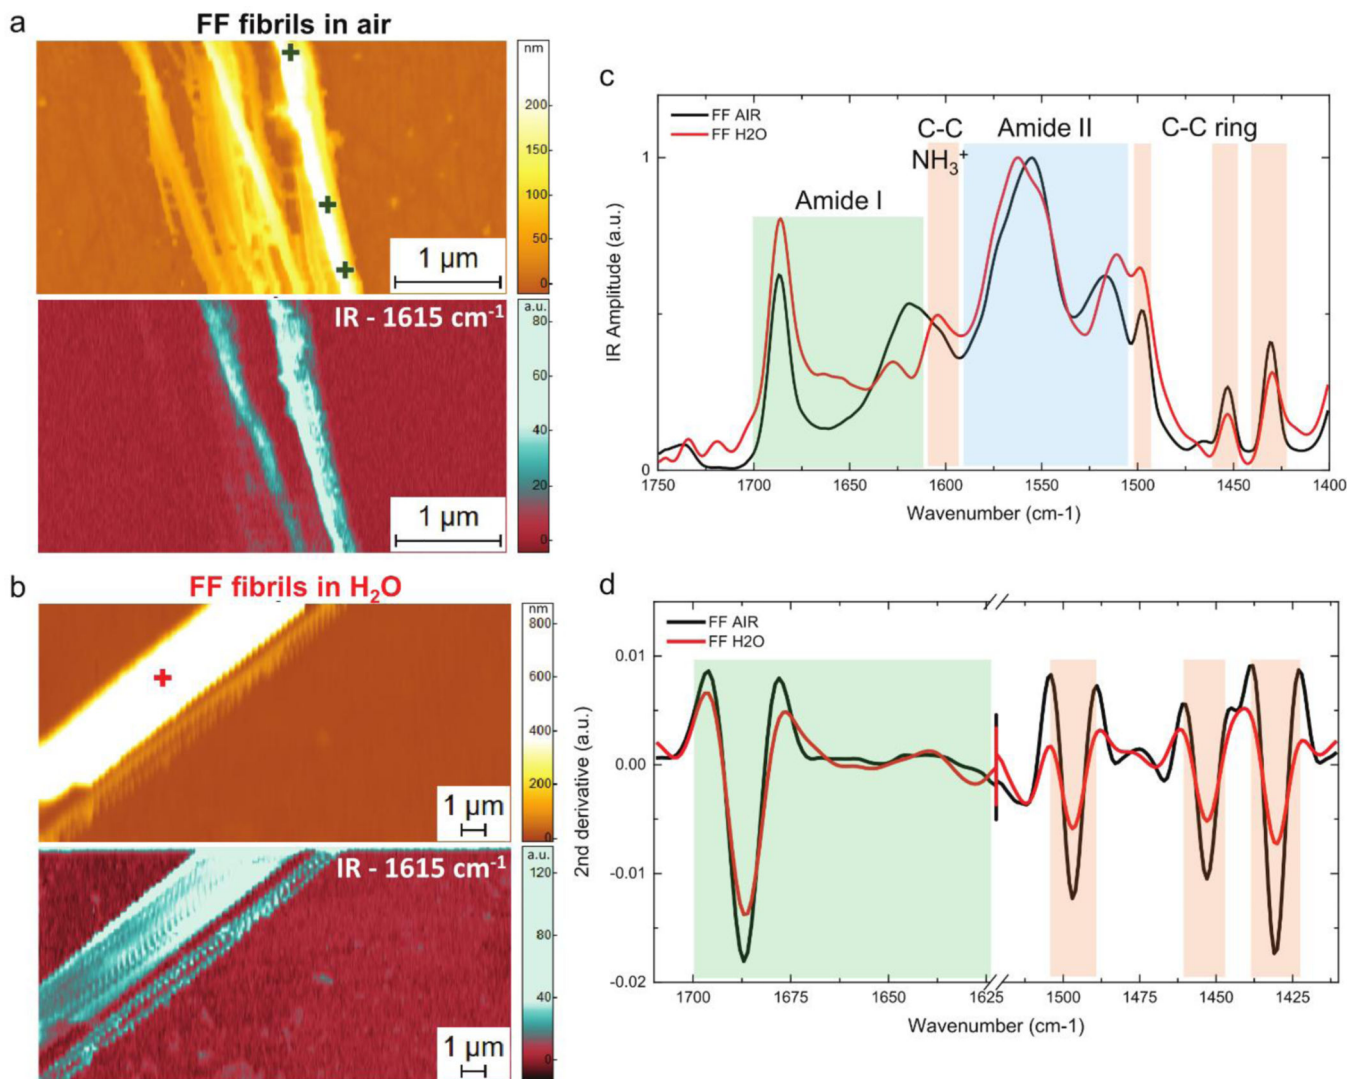 a
FF fibrils in air
nm
200
150
100
50
0
1 μm
IR - 1615 cm-1
a.u.
80
60
40
20
0
1 μm
b
FF fibrils in H2O
nm
800
600
400
200
0
1 μm
IR - 1615 cm-1
a.u.
120
80
40
0
1 μm
c
FF AIR
FF H2O
C-C
NH3+
Amide II
C-C ring
Amide I
IR Amplitude (a.u.)
1
0
1750 1700 1650 1600 1550 1500 1450 1400
Wavenumber (cm-1)
d
FF AIR
FF H2O
2nd derivative (a.u.)
0.01
0.00
-0.01
-0.02
1700 1675 1650 1625 1500 1475 1450 1425
Wavenumber (cm-1)